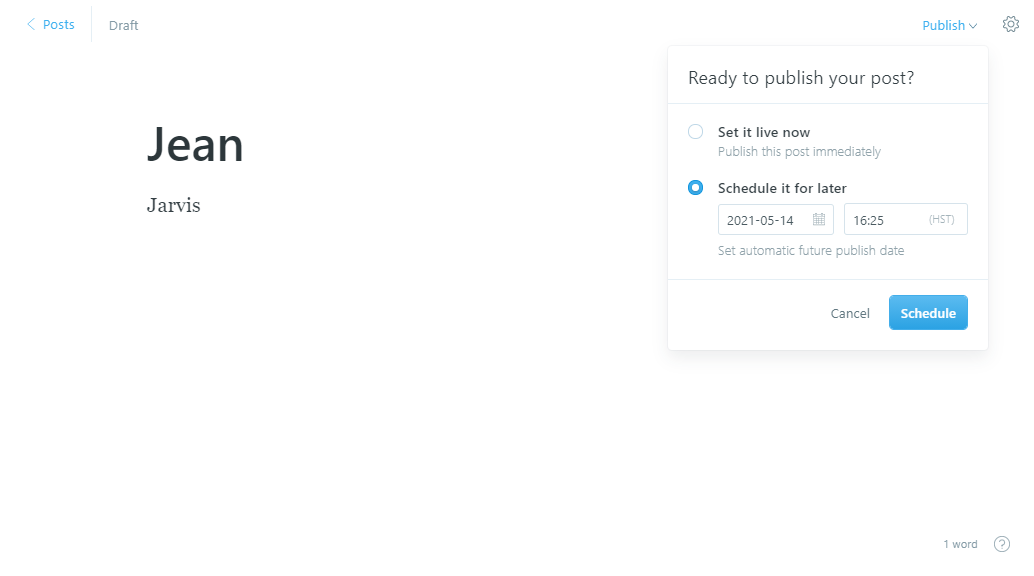 Posts
Draft
Publish
Jean
Jarvis
Ready to publish your post?
Set it live now
Publish this post immediately
Schedule it for later
2021-05-14
16:25
(HST)
Set automatic future publish date
Cancel
Schedule
1 word
?